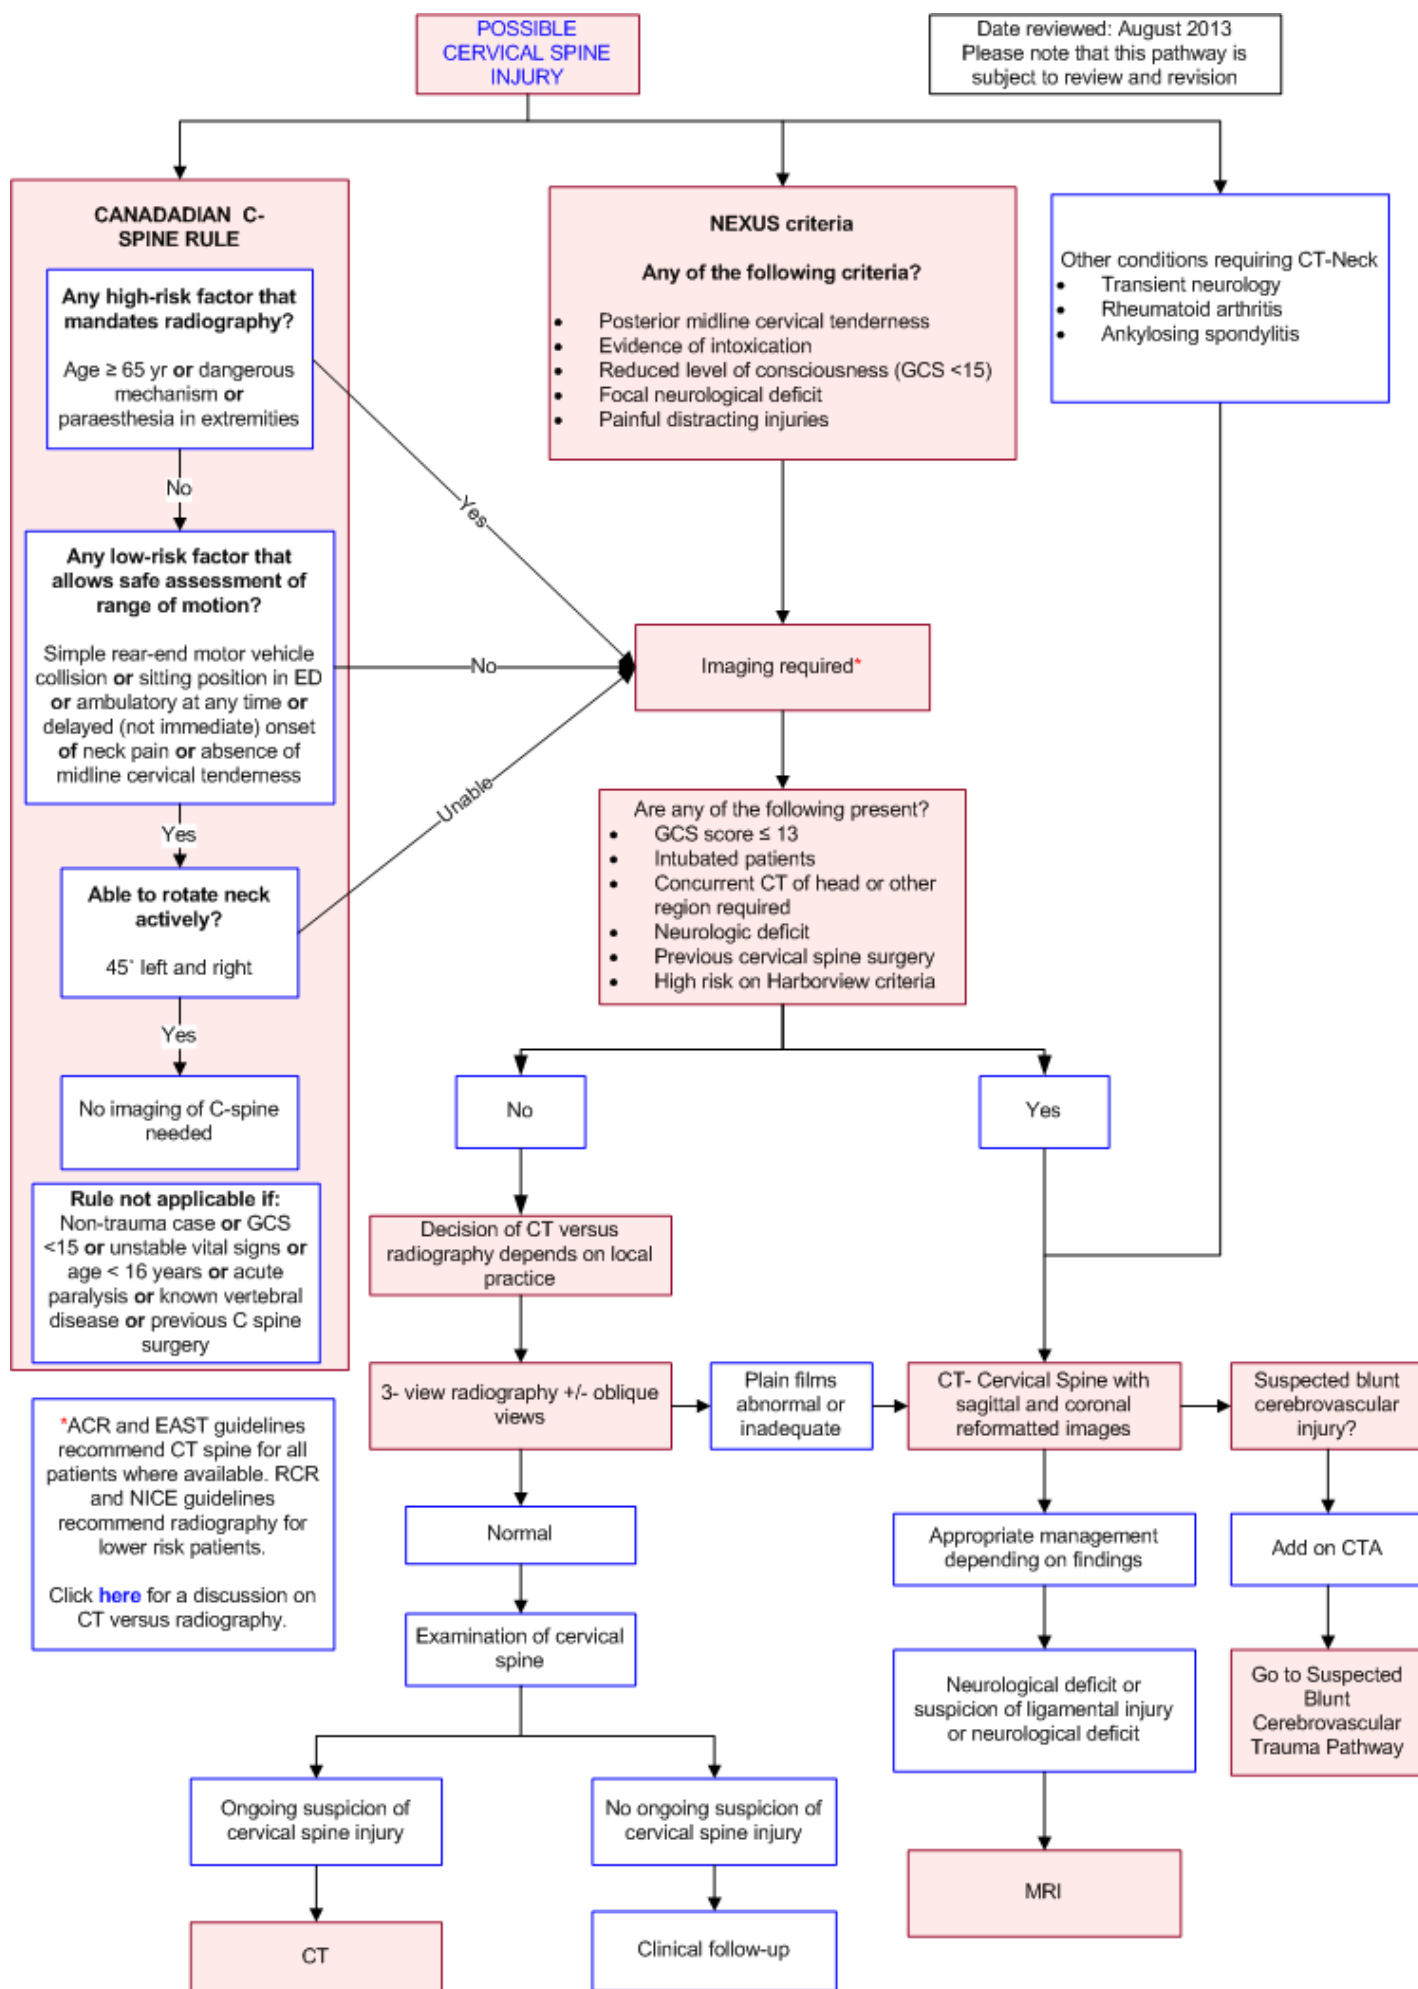 POSSIBLE
CERVICAL SPINE
INJURY
Date reviewed: August 2013
Please note that this pathway is
subject to review and revision
CANADADIAN C-
SPINE RULE
Any high-risk factor that
mandates radiography?
Age ≥ 65 yr or dangerous
mechanism or
paraesthesia in extremities
No
Yes
Any low-risk factor that
allows safe assessment of
range of motion?
Simple rear-end motor vehicle
collision or sitting position in ED
or ambulatory at any time or
delayed (not immediate) onset
of neck pain or absence of
midline cervical tenderness
No
Yes
Able to rotate neck
actively?
45˚ left and right
Unable
Yes
No imaging of C-spine
needed
Rule not applicable if:
Non-trauma case or GCS
<15 or unstable vital signs or
age < 16 years or acute
paralysis or known vertebral
disease or previous C spine
surgery
*ACR and EAST guidelines
recommend CT spine for all
patients where available. RCR
and NICE guidelines
recommend radiography for
lower risk patients.
Click here for a discussion on
CT versus radiography.
NEXUS criteria
Any of the following criteria?
• Posterior midline cervical tenderness
• Evidence of intoxication
• Reduced level of consciousness (GCS <15)
• Focal neurological deficit
• Painful distracting injuries
Other conditions requiring CT-Neck
• Transient neurology
• Rheumatoid arthritis
• Ankylosing spondylitis
Imaging required*
Are any of the following present?
• GCS score ≤ 13
• Intubated patients
• Concurrent CT of head or other
region required
• Neurologic deficit
• Previous cervical spine surgery
• High risk on Harborview criteria
No
Yes
Decision of CT versus
radiography depends on local
practice
3- view radiography +/- oblique
views
Plain films
abnormal or
inadequate
CT- Cervical Spine with
sagittal and coronal
reformatted images
Suspected blunt
cerebrovascular
injury?
Normal
Appropriate management
depending on findings
Add on CTA
Examination of cervical
spine
Neurological deficit or
suspicion of ligamental injury
or neurological deficit
Go to Suspected
Blunt
Cerebrovascular
Trauma Pathway
Ongoing suspicion of
cervical spine injury
No ongoing suspicion of
cervical spine injury
MRI
CT
Clinical follow-up